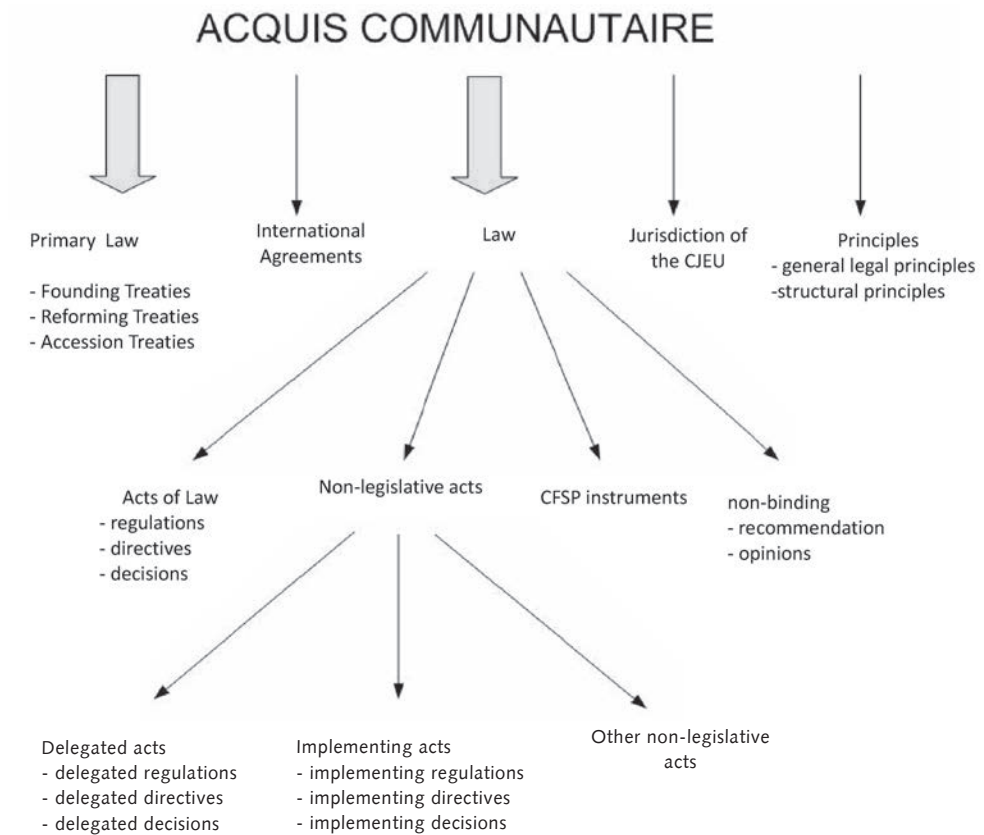 ACQUIS COMMUNAUTAIRE
Primary Law
- Founding Treaties
- Reforming Treaties
- Accession Treaties
International
Agreements
Law
Jurisdiction of
the CJEU
Principles
- general legal principles
-structural principles
Acts of Law
- regulations
- directives
- decisions
Non-legislative acts
CFSP instruments
non-binding
- recommendation
- opinions
Delegated acts
- delegated regulations
- delegated directives
- delegated decisions
Implementing acts
- implementing regulations
- implementing directives
- implementing decisions
Other non-legislative
acts